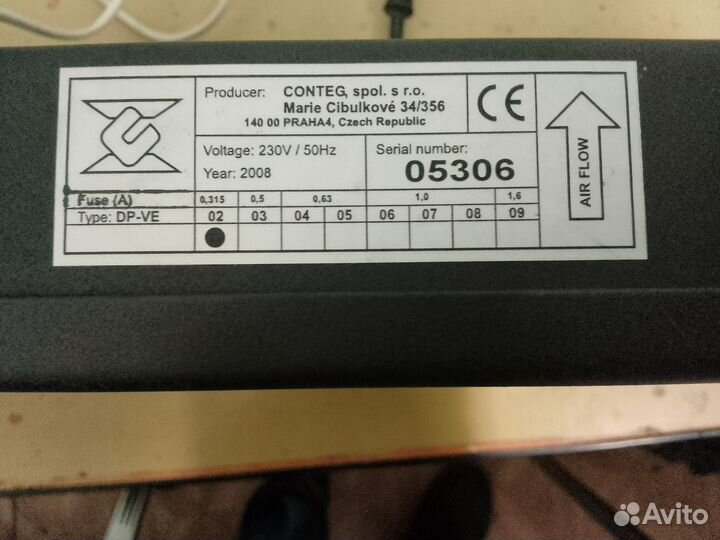 Producer: CONTEG, spol. s r.o.
Marie Cibulkové 34/356
140 00 PRAHA4, Czech Republic
CE
Voltage: 230V / 50Hz
Year: 2008
Serial number:
05306
AIR FLOW
Fuse (A) 0,315 0,5 0,63 1,0 1,6
Type: DP-VE 02 03 04 05 06 07 08 09
Avito